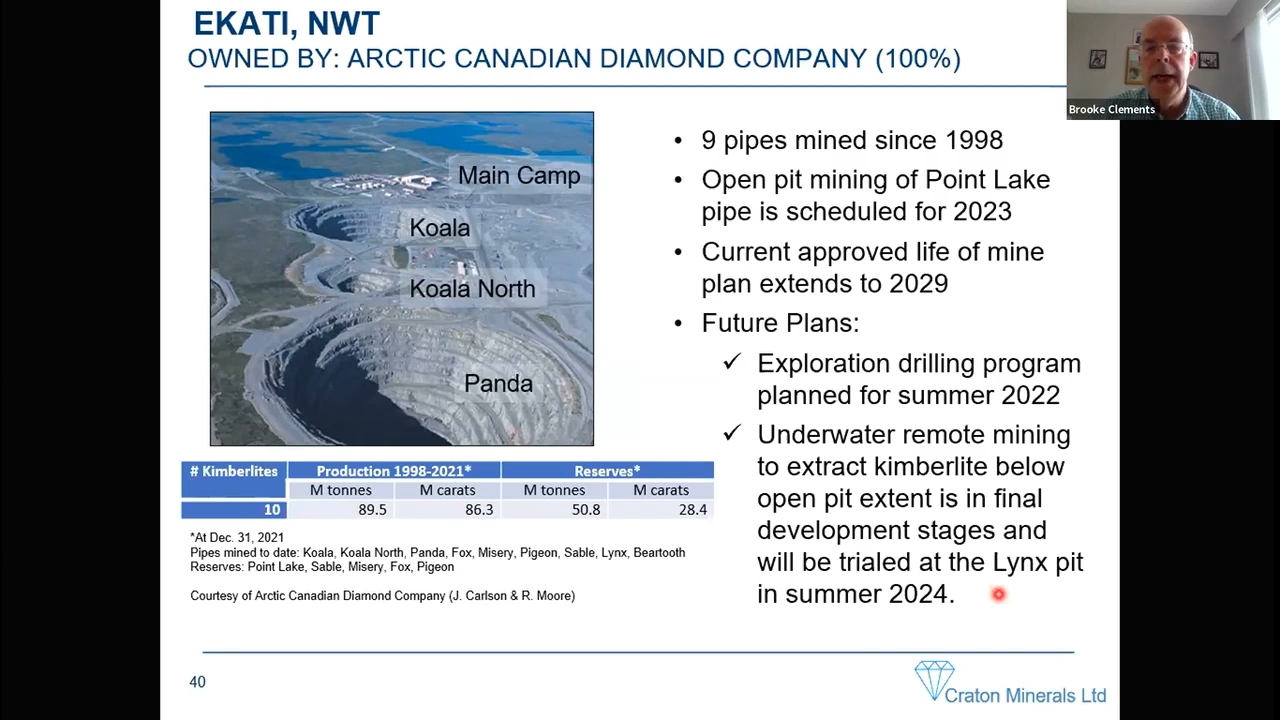 EKATI, NWT
OWNED BY: ARCTIC CANADIAN DIAMOND COMPANY (100%)
Brooke Clements
Main Camp
Koala
Koala North
Panda
• 9 pipes mined since 1998
• Open pit mining of Point Lake
pipe is scheduled for 2023
• Current approved life of mine
plan extends to 2029
• Future Plans:
✓ Exploration drilling program
planned for summer 2022
✓ Underwater remote mining
to extract kimberlite below
open pit extent is in final
development stages and
will be trialed at the Lynx pit
in summer 2024.
# Kimberlites Production 1998-2021* Reserves*
M tonnes M carats M tonnes M carats
10 89.5 86.3 50.8 28.4
*At Dec. 31, 2021
Pipes mined to date: Koala, Koala North, Panda, Fox, Misery, Pigeon, Sable, Lynx, Beartooth
Reserves: Point Lake, Sable, Misery, Fox, Pigeon
Courtesy of Arctic Canadian Diamond Company (J. Carlson & R. Moore)
40
Craton Minerals Ltd